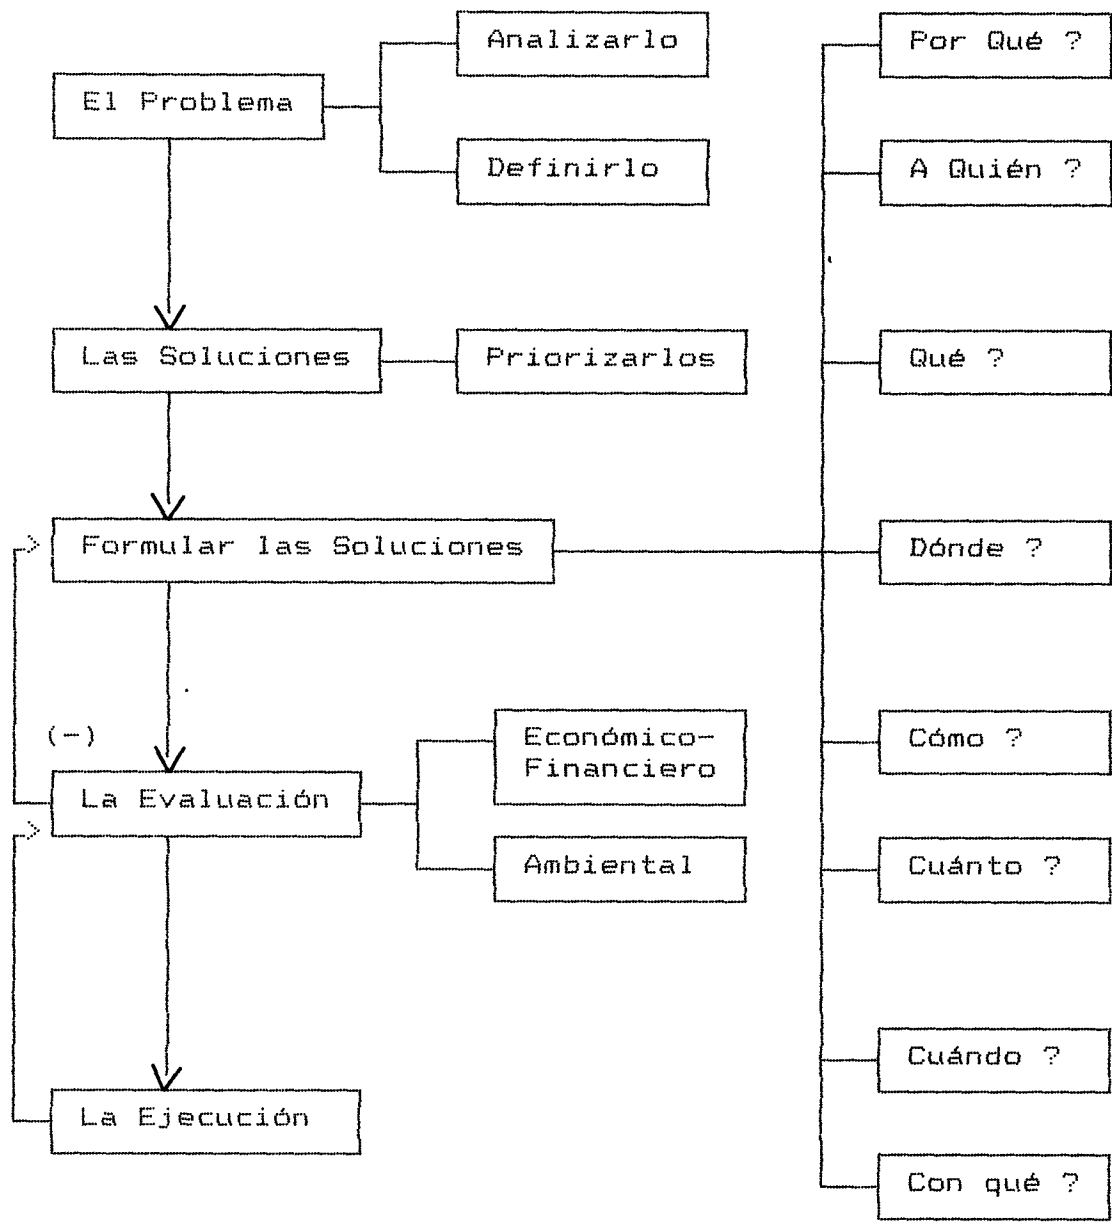 Analizarlo
El Problema
Definirlo
Las Soluciones
Priorizarlos
Formular las Soluciones
(-)
La Evaluación
Económico-
Financiero
Ambiental
La Ejecución
Por Qué ?
A Quién ?
Qué ?
Dónde ?
Cómo ?
Cuánto ?
Cuándo ?
Con qué ?